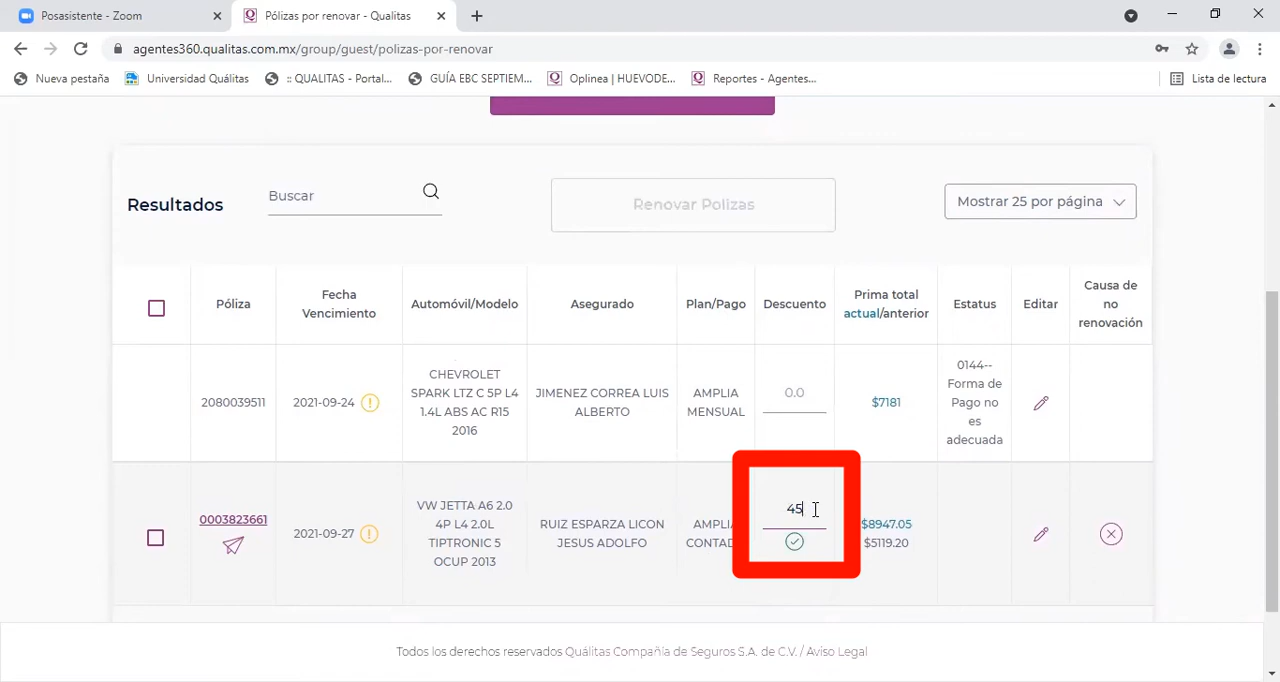 Posasistente - Zoom
Pólizas por renovar - Qualitas
agentes360.qualitas.com.mx/group/guest/polizas-por-renovar
Nueva pestaña
Universidad Quálitas
:: QUALITAS - Portal...
GUÍA EBC SEPTIEM...
Oplinea | HUEVODE...
Reportes - Agentes...
Lista de lectura
Resultados
Buscar
Renovar Polizas
Mostrar 25 por página
Póliza
Fecha
Vencimiento
Automóvil/Modelo
Asegurado
Plan/Pago
Descuento
Prima total
actual/anterior
Estatus
Editar
Causa de
no
renovación
2080039511
2021-09-24
CHEVROLET
SPARK LTZ C 5P L4
1.4L ABS AC R15
2016
JIMENEZ CORREA LUIS
ALBERTO
AMPLIA
MENSUAL
0.0
$7181
0144--
Forma de
Pago no
es
adecuada
0003823661
2021-09-27
VW JETTA A6 2.0
4P L4 2.0L
TIPTRONIC 5
OCUP 2013
RUIZ ESPARZA LICON
JESUS ADOLFO
AMPLIA
CONTAD
45
$8947.05
$5119.20
Todos los derechos reservados Quálitas Compañía de Seguros S.A. de C.V. / Aviso Legal